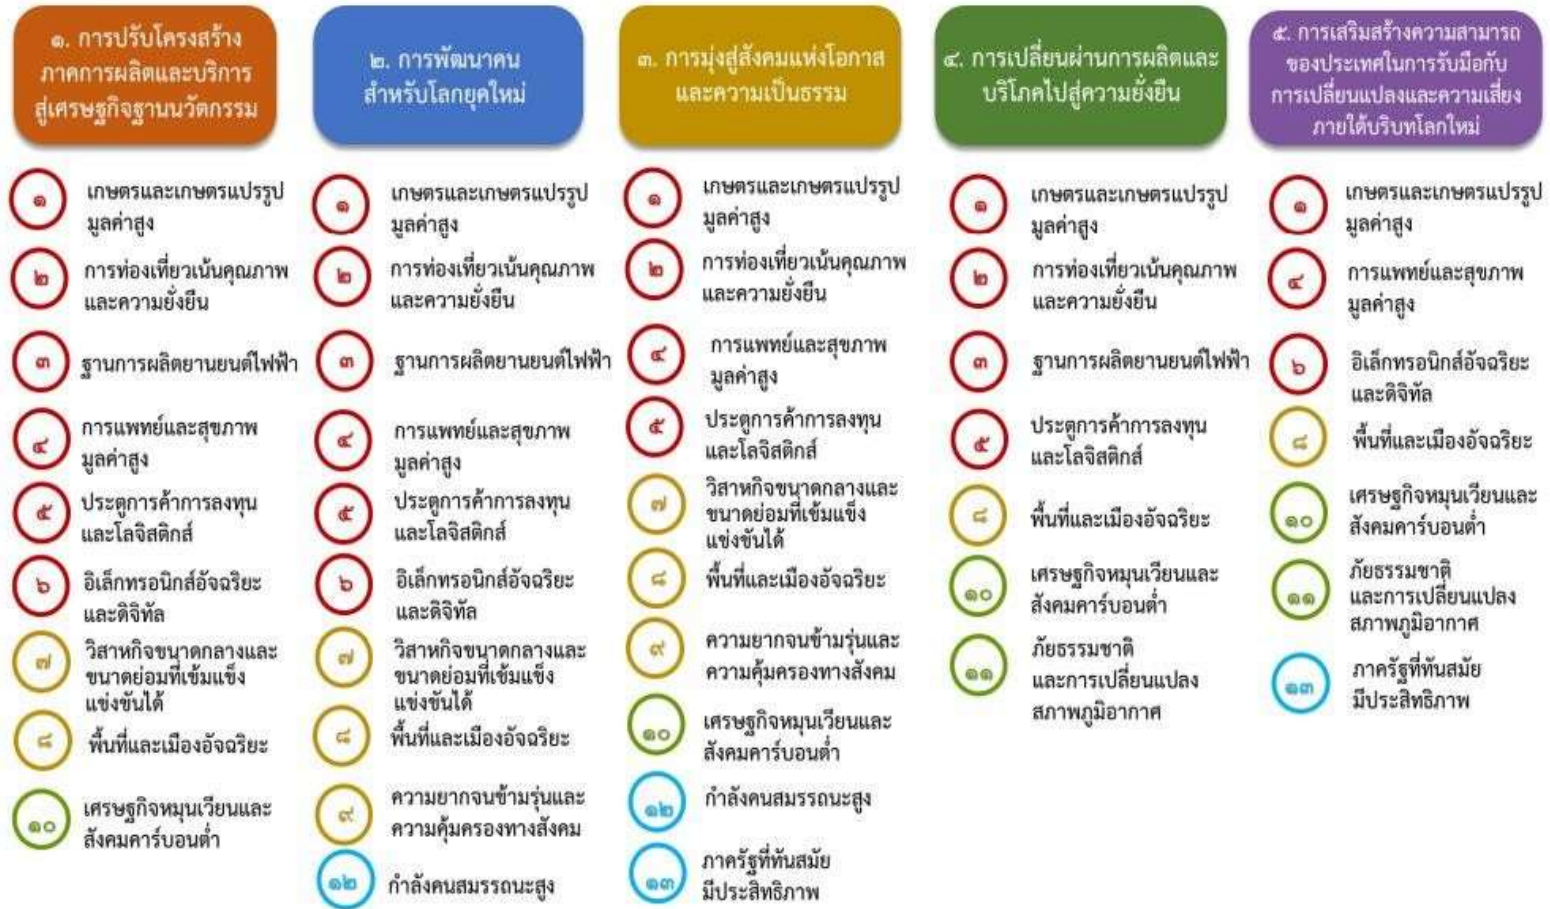 ๑. การปรับโครงสร้าง
ภาคการผลิตและบริการ
สู่เศรษฐกิจฐานนวัตกรรม
๑
เกษตรและเกษตรแปรรูป
มูลค่าสูง
๒
การท่องเที่ยวเน้นคุณภาพ
และความยั่งยืน
๓
ฐานการผลิตยานยนต์ไฟฟ้า
๔
การแพทย์และสุขภาพ
มูลค่าสูง
๕
ประตูการค้าการลงทุน
และโลจิสติกส์
๖
อิเล็กทรอนิกส์อัจฉริยะ
และดิจิทัล
๗
วิสาหกิจขนาดกลางและ
ขนาดย่อมที่เข้มแข็ง
แข่งขันได้
๘
พื้นที่และเมืองอัจฉริยะ
๑๐
เศรษฐกิจหมุนเวียนและ
สังคมคาร์บอนต่ำ
๒. การพัฒนาคน
สำหรับโลกยุคใหม่
๑
เกษตรและเกษตรแปรรูป
มูลค่าสูง
๒
การท่องเที่ยวเน้นคุณภาพ
และความยั่งยืน
๓
ฐานการผลิตยานยนต์ไฟฟ้า
๔
การแพทย์และสุขภาพ
มูลค่าสูง
๕
ประตูการค้าการลงทุน
และโลจิสติกส์
๖
อิเล็กทรอนิกส์อัจฉริยะ
และดิจิทัล
๗
วิสาหกิจขนาดกลางและ
ขนาดย่อมที่เข้มแข็ง
แข่งขันได้
๘
พื้นที่และเมืองอัจฉริยะ
๙
ความยากจนข้ามรุ่นและ
ความคุ้มครองทางสังคม
๑๒
กำลังคนสมรรถนะสูง
๓. การมุ่งสู่สังคมแห่งโอกาส
และความเป็นธรรม
๑
เกษตรและเกษตรแปรรูป
มูลค่าสูง
๒
การท่องเที่ยวเน้นคุณภาพ
และความยั่งยืน
๔
การแพทย์และสุขภาพ
มูลค่าสูง
๕
ประตูการค้าการลงทุน
และโลจิสติกส์
๗
วิสาหกิจขนาดกลางและ
ขนาดย่อมที่เข้มแข็ง
แข่งขันได้
๘
พื้นที่และเมืองอัจฉริยะ
๙
ความยากจนข้ามรุ่นและ
ความคุ้มครองทางสังคม
๑๐
เศรษฐกิจหมุนเวียนและ
สังคมคาร์บอนต่ำ
๑๒
กำลังคนสมรรถนะสูง
๑๓
ภาครัฐที่ทันสมัย
มีประสิทธิภาพ
๔. การเปลี่ยนผ่านการผลิตและ
บริโภคไปสู่ความยั่งยืน
๑
เกษตรและเกษตรแปรรูป
มูลค่าสูง
๒
การท่องเที่ยวเน้นคุณภาพ
และความยั่งยืน
๓
ฐานการผลิตยานยนต์ไฟฟ้า
๕
ประตูการค้าการลงทุน
และโลจิสติกส์
๘
พื้นที่และเมืองอัจฉริยะ
๑๐
เศรษฐกิจหมุนเวียนและ
สังคมคาร์บอนต่ำ
๑๑
ภัยธรรมชาติ
และการเปลี่ยนแปลง
สภาพภูมิอากาศ
๕. การเสริมสร้างความสามารถ
ของประเทศในการรับมือกับ
การเปลี่ยนแปลงและความเสี่ยง
ภายใต้บริบทโลกใหม่
๑
เกษตรและเกษตรแปรรูป
มูลค่าสูง
๔
การแพทย์และสุขภาพ
มูลค่าสูง
๖
อิเล็กทรอนิกส์อัจฉริยะ
และดิจิทัล
๘
พื้นที่และเมืองอัจฉริยะ
๑๐
เศรษฐกิจหมุนเวียนและ
สังคมคาร์บอนต่ำ
๑๑
ภัยธรรมชาติ
และการเปลี่ยนแปลง
สภาพภูมิอากาศ
๑๓
ภาครัฐที่ทันสมัย
มีประสิทธิภาพ